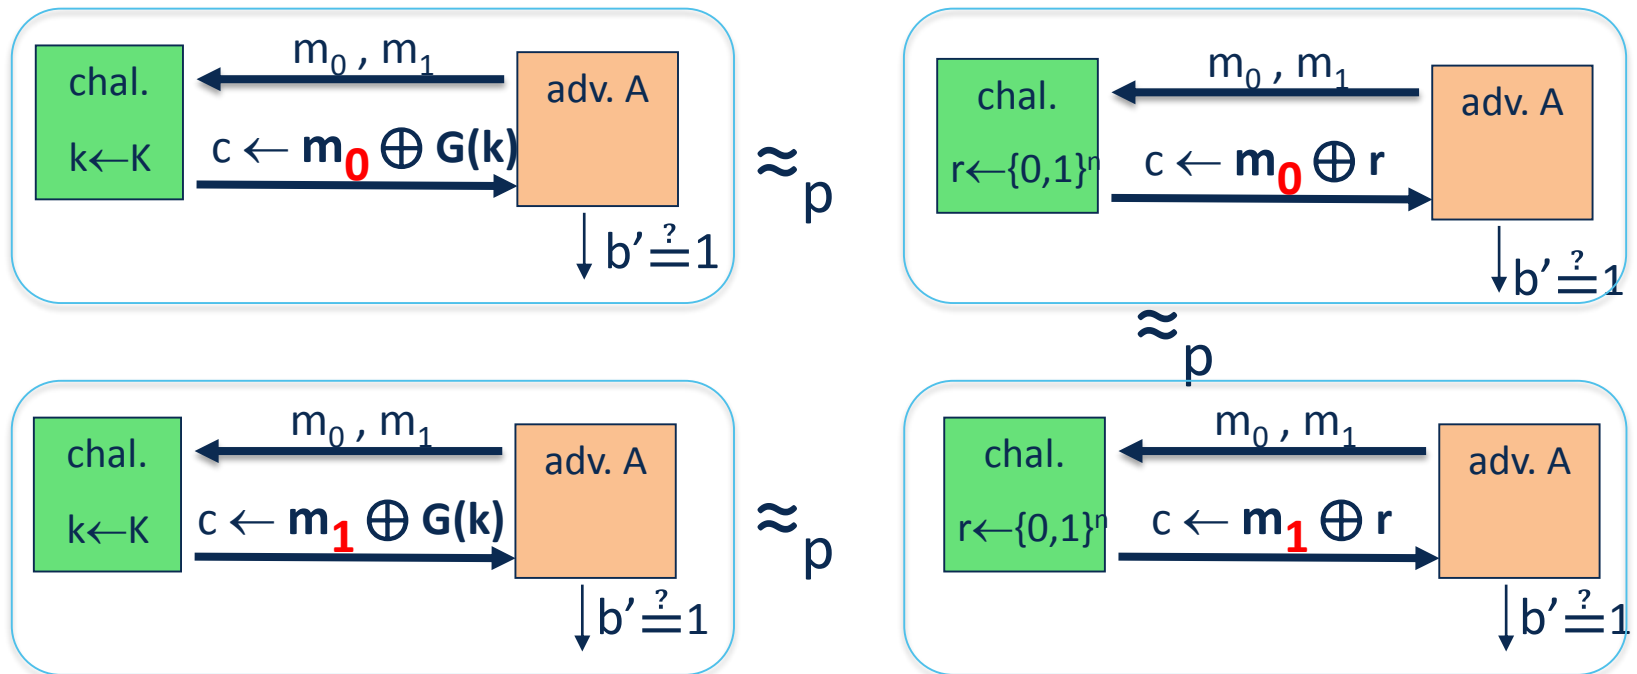 chal.
k←K
m₀ , m₁
c ← m₀ ⊕ G(k)
adv. A
b’ ≟ 1
≈p
chal.
r←{0,1}ⁿ
m₀ , m₁
c ← m₀ ⊕ r
adv. A
b’ ≟ 1
≈p
chal.
k←K
m₀ , m₁
c ← m₁ ⊕ G(k)
adv. A
b’ ≟ 1
≈p
chal.
r←{0,1}ⁿ
m₀ , m₁
c ← m₁ ⊕ r
adv. A
b’ ≟ 1